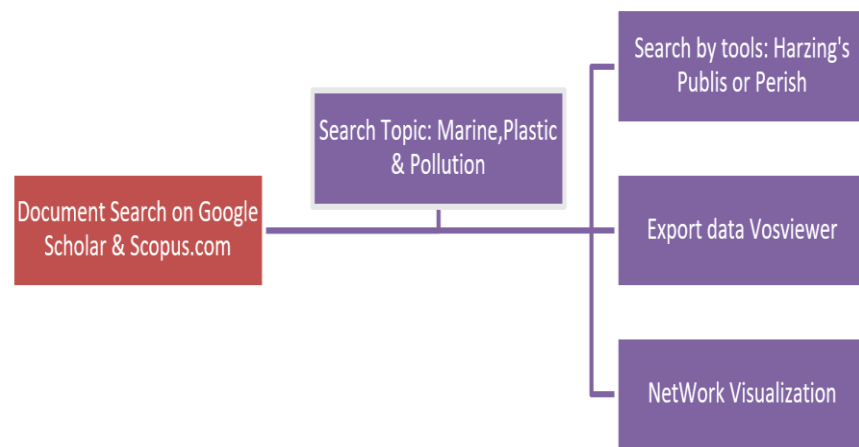 Document Search on Google
Scholar & Scopus.com
Search Topic: Marine,Plastic
& Pollution
Search by tools: Harzing's
Publis or Perish
Export data Vosviewer
NetWork Visualization